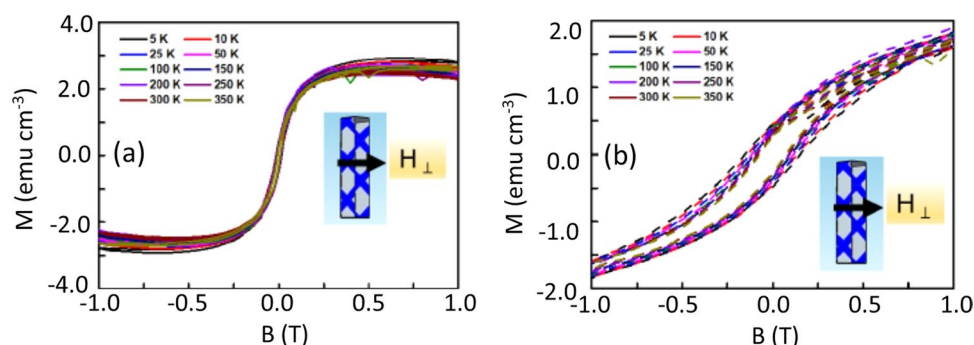 4.0
2.0
0.0
-2.0
-4.0
M (emu cm⁻³)
5 K 10 K
25 K 50 K
100 K 150 K
200 K 250 K
300 K 350 K
(a)
H⊥
-1.0 -0.5 0.0 0.5 1.0
B (T)
2.0
1.0
0.0
-1.0
-2.0
M (emu cm⁻³)
5 K 10 K
25 K 50 K
100 K 150 K
200 K 250 K
300 K 350 K
(b)
H⊥
-1.0 -0.5 0.0 0.5 1.0
B (T)